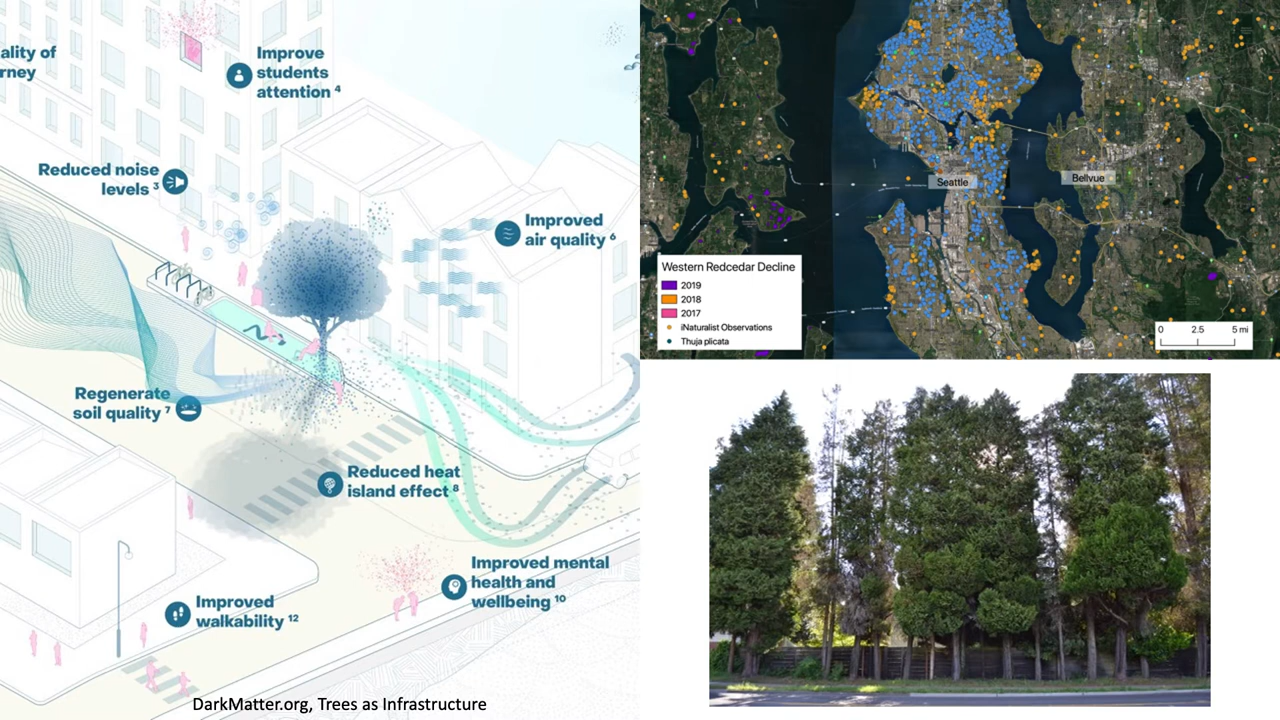 ality of
rney
Improve
students
attention 4
Reduced noise
levels 3
Improved
air quality 6
Regenerate
soil quality 7
Reduced heat
island effect 8
Improved mental
health and
wellbeing 10
Improved
walkability 12
DarkMatter.org, Trees as Infrastructure
Seattle
Bellvue
Western Redcedar Decline
2019
2018
2017
iNaturalist Observations
Thuja plicata
0 2.5 5 mi